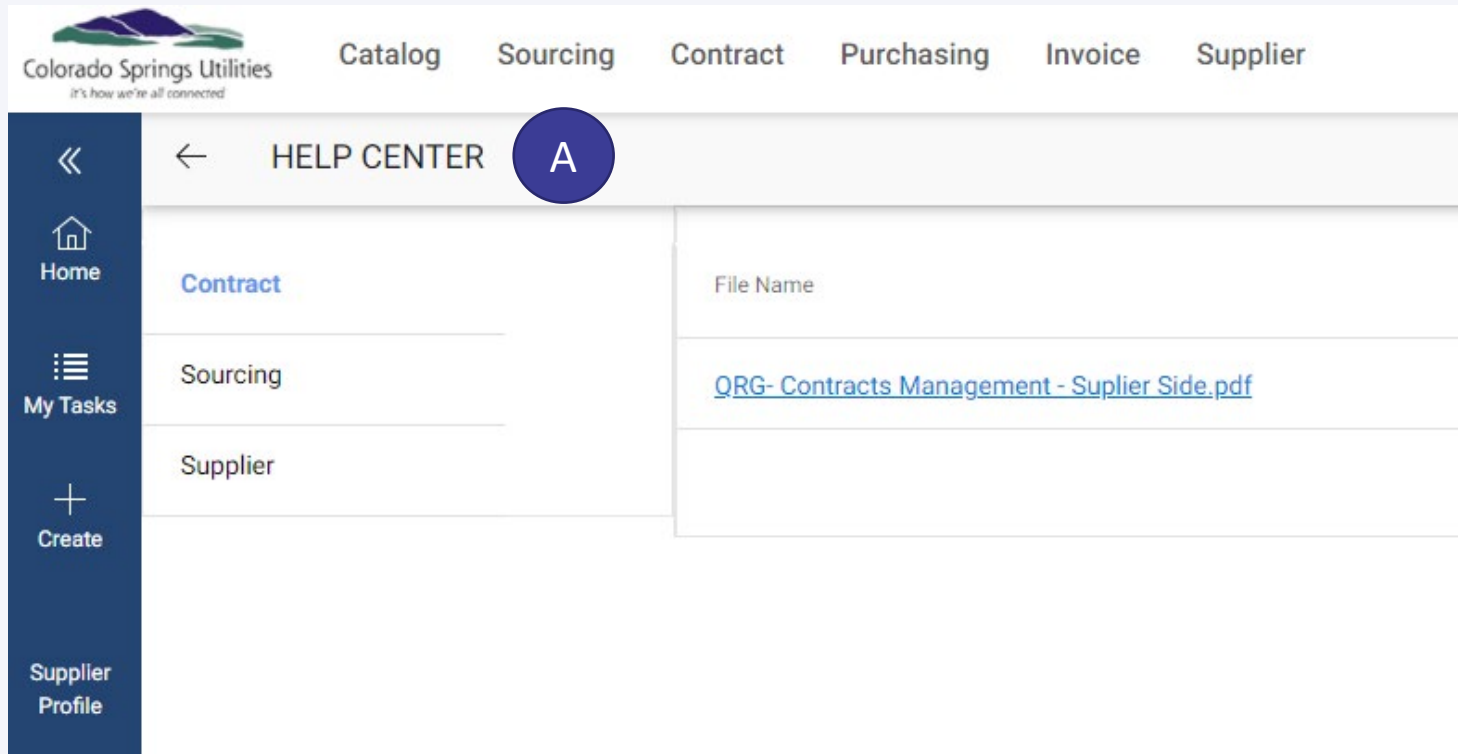 Colorado Springs Utilities
It's how we're all connected
Catalog Sourcing Contract Purchasing Invoice Supplier
HELP CENTER A
Home
My Tasks
Create
Supplier
Profile
Contract
Sourcing
Supplier
File Name
QRG- Contracts Management - Suplier Side.pdf